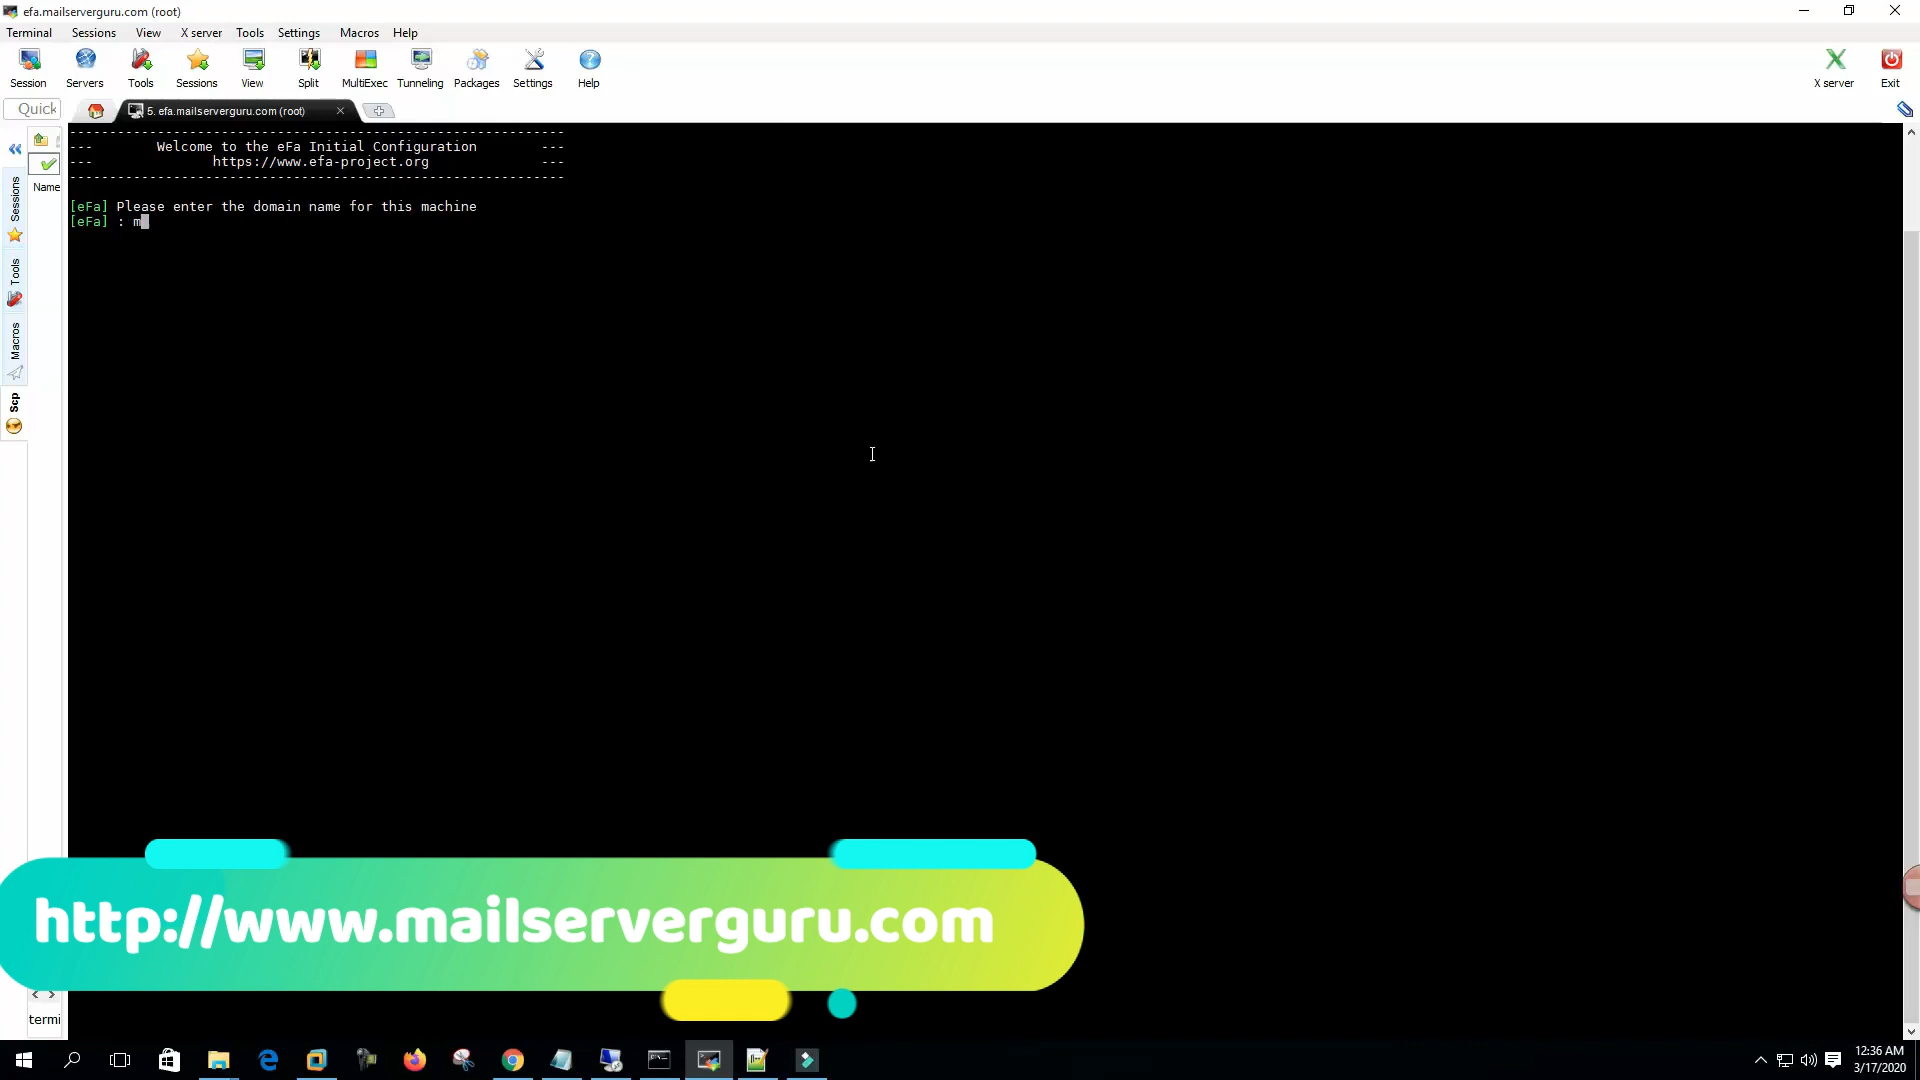 efa.mailserverguru.com (root)
Terminal Sessions View X server Tools Settings Macros Help
Session Servers Tools Sessions View Split MultiExec Tunneling Packages Settings Help X server Exit
Quick
5. efa.mailserverguru.com (root)
--- Welcome to the eFa Initial Configuration ---
--- https://www.efa-project.org ---
Name
Sessions
Tools
Macros
Scp
[eFa] Please enter the domain name for this machine
[eFa] : m
http://www.mailserverguru.com
termi
12:36 AM
3/17/2020